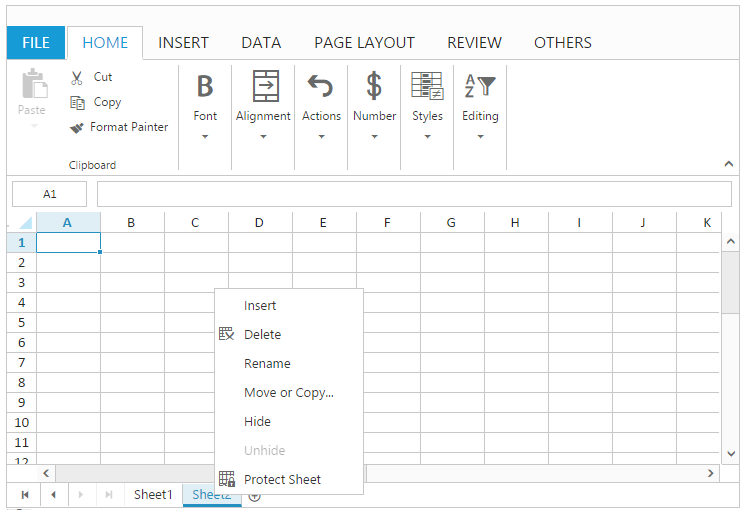 FILE HOME INSERT DATA PAGE LAYOUT REVIEW OTHERS
Paste
Cut
Copy
Format Painter
Clipboard
B
Font
Alignment
Actions
$
Number
Styles
A
Z
Editing
A1
A B C D E F G H I J K
1
2
3
4
5
6
7
8
9
10
11
12
Insert
Delete
Rename
Move or Copy...
Hide
Unhide
Protect Sheet
Sheet1 Sheet2